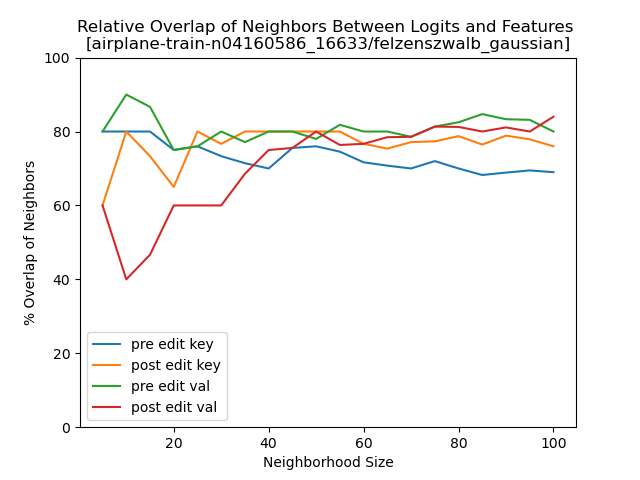 Relative Overlap of Neighbors Between Logits and Features
[airplane-train-n04160586_16633/felzenszwalb_gaussian]
100
80
60
40
20
0
% Overlap of Neighbors
pre edit key
post edit key
pre edit val
post edit val
20 40 60 80 100
Neighborhood Size